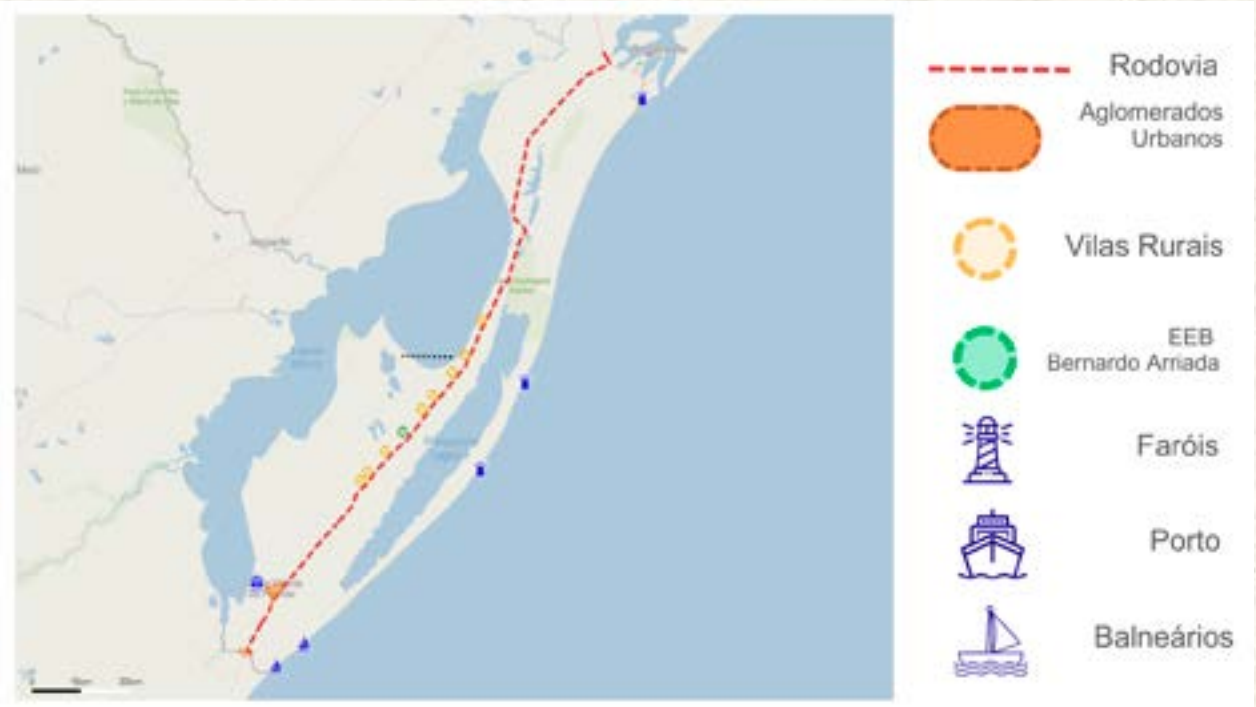 Rodovia
Aglomerados
Urbanos
Vilas Rurais
EEB
Bernardo Arriada
Faróis
Porto
Balneários